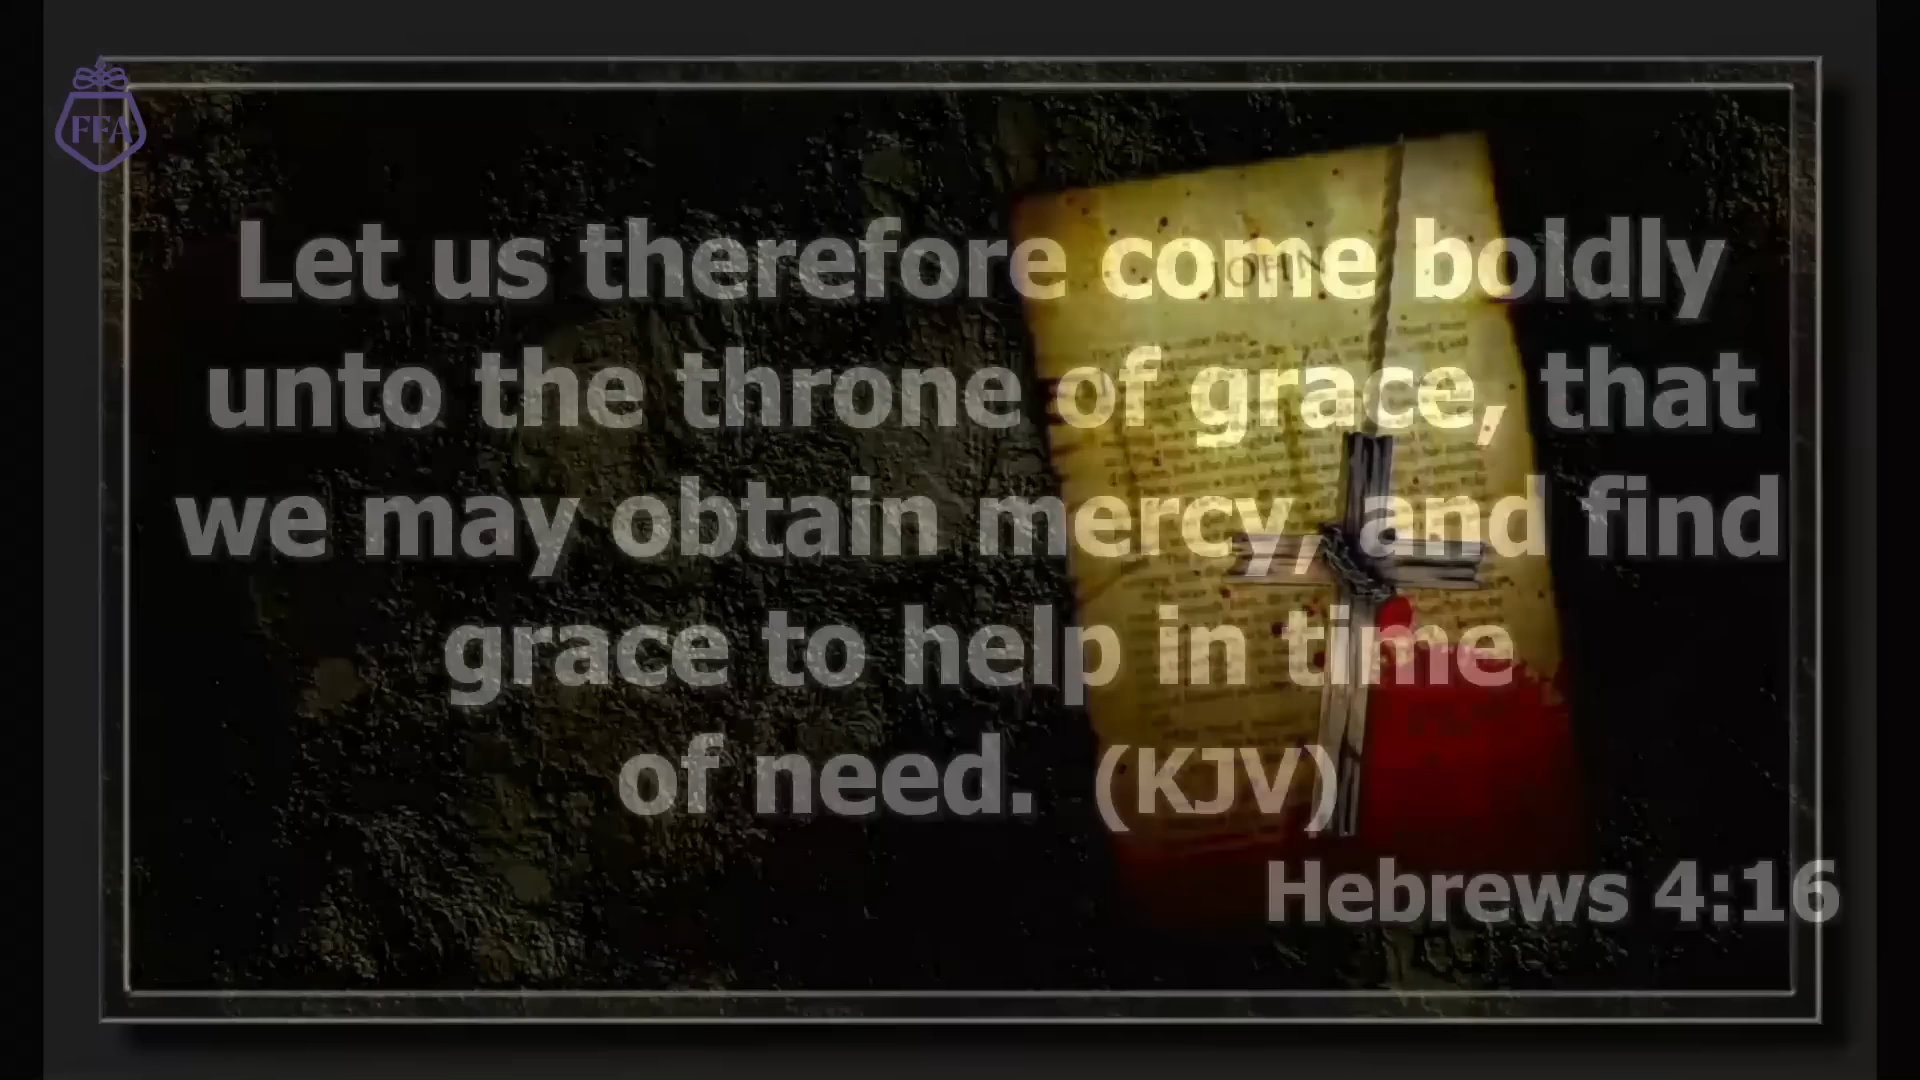 FFA
JOHN
Let us therefore come boldly
unto the throne of grace, that
we may obtain mercy, and find
grace to help in time
of need. (KJV)
Hebrews 4:16